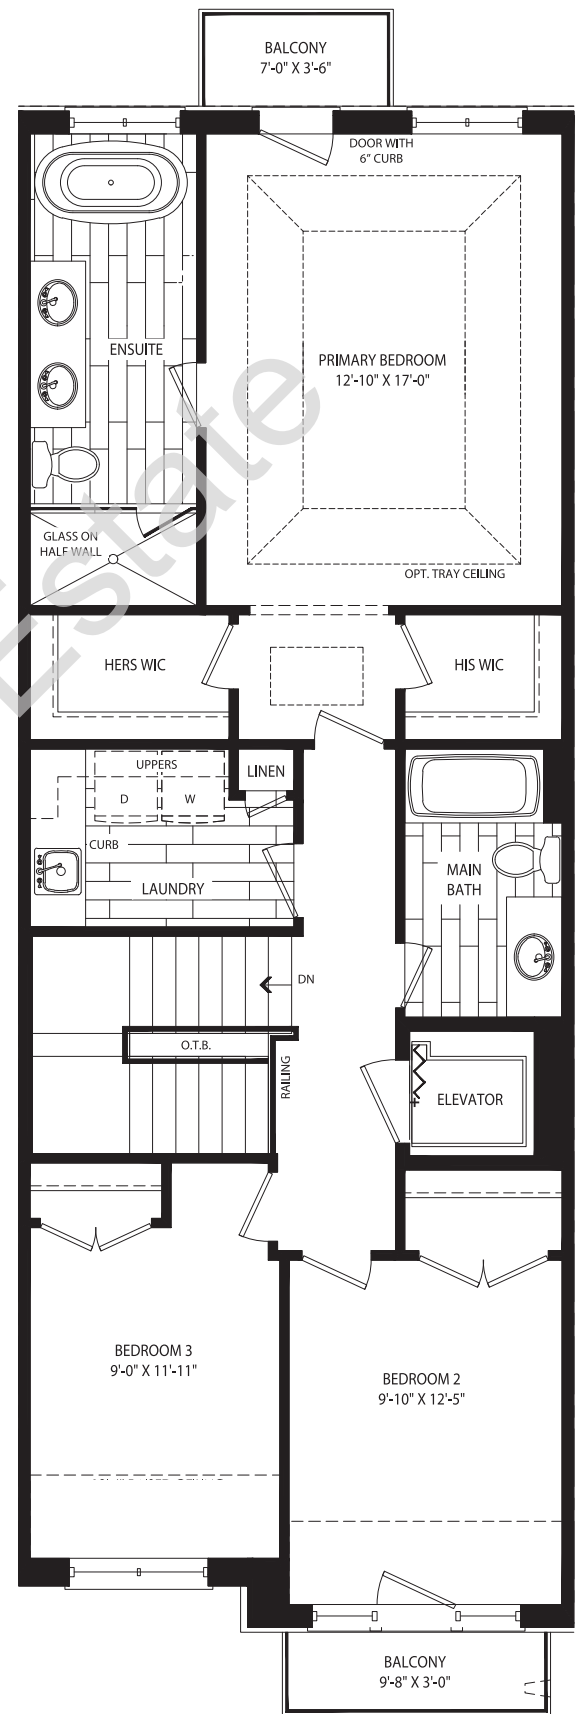 BALCONY
7'-0" X 3'-6"
DOOR WITH
6" CURB
ENSUITE
PRIMARY BEDROOM
12'-10" X 17'-0"
GLASS ON
HALF WALL
OPT. TRAY CEILING
Estate
HERS WIC
HIS WIC
UPPERS
LINEN
D
W
CURB
LAUNDRY
MAIN
BATH
DN
O.T.B.
RAILING
ELEVATOR
BEDROOM 3
9'-0" X 11'-11"
BEDROOM 2
9'-10" X 12'-5"
BALCONY
9'-8" X 3'-0"